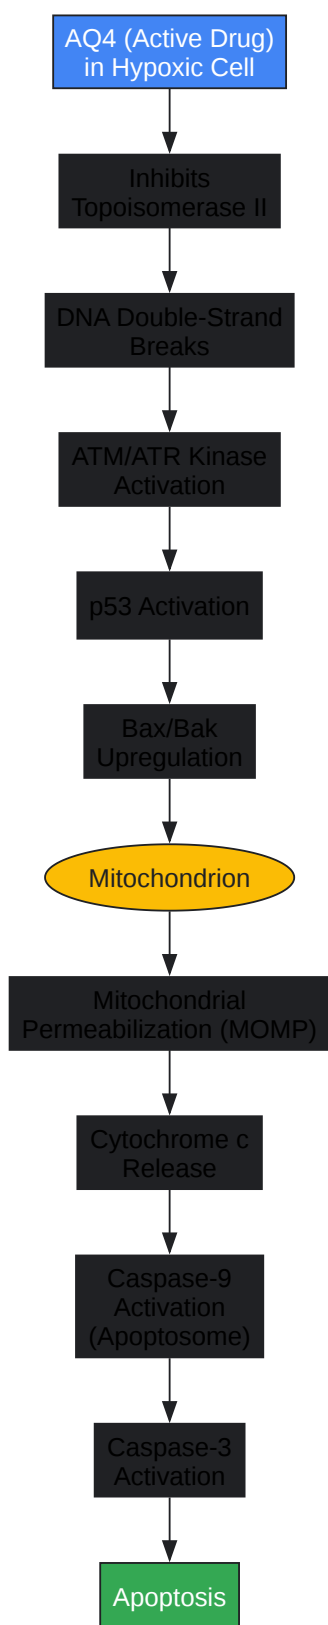 AQ4 (Active Drug)
in Hypoxic Cell
Inhibits
Topoisomerase II
DNA Double-Strand
Breaks
ATM/ATR Kinase
Activation
p53 Activation
Bax/Bak
Upregulation
Mitochondrion
Mitochondrial
Permeabilization (MOMP)
Cytochrome c
Release
Caspase-9
Activation
(Apoptosome)
Caspase-3
Activation
Apoptosis